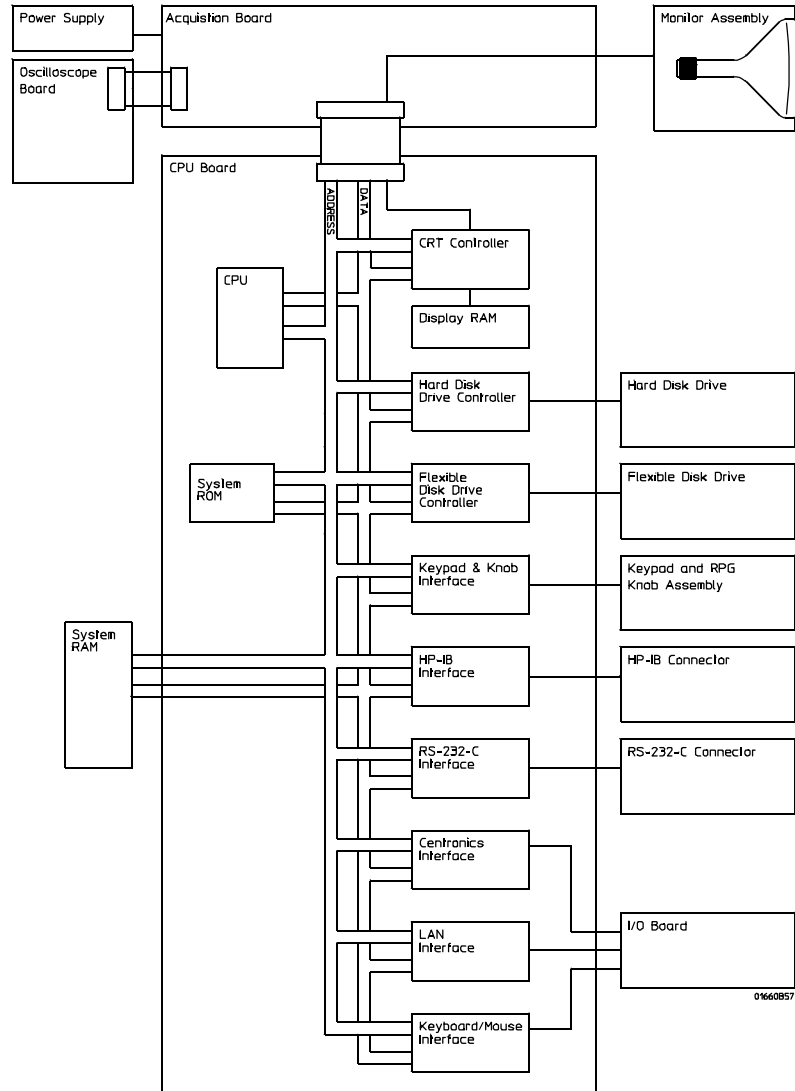 Power Supply
Acquistion Board
Monitor Assembly
Oscilloscope
Board
CPU Board
ADDRESS
DATA
CRT Controller
CPU
Display RAM
Hard Disk
Drive Controller
Hard Disk Drive
System
ROM
Flexible
Disk Drive
Controller
Flexible Disk Drive
Keypad & Knob
Interface
Keypad and RPG
Knob Assembly
System
RAM
HP-IB
Interface
HP-IB Connector
RS-232-C
Interface
RS-232-C Connector
Centronics
Interface
LAN
Interface
I/O Board
01660B57
Keyboard/Mouse
Interface